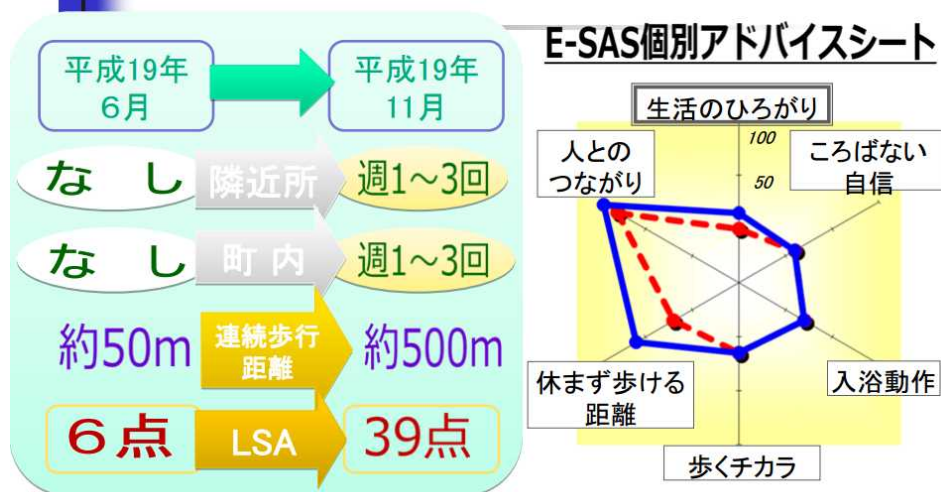 平成19年
6月
平成19年
11月
なし
隣近所
週1～3回
なし
町内
週1～3回
約50m
連続歩行
距離
約500m
6点
LSA
39点
E-SAS個別アドバイスシート
生活のひろがり
人との
つながり
100
50
ころばない
自信
休まず歩ける
距離
入浴動作
歩くチカラ